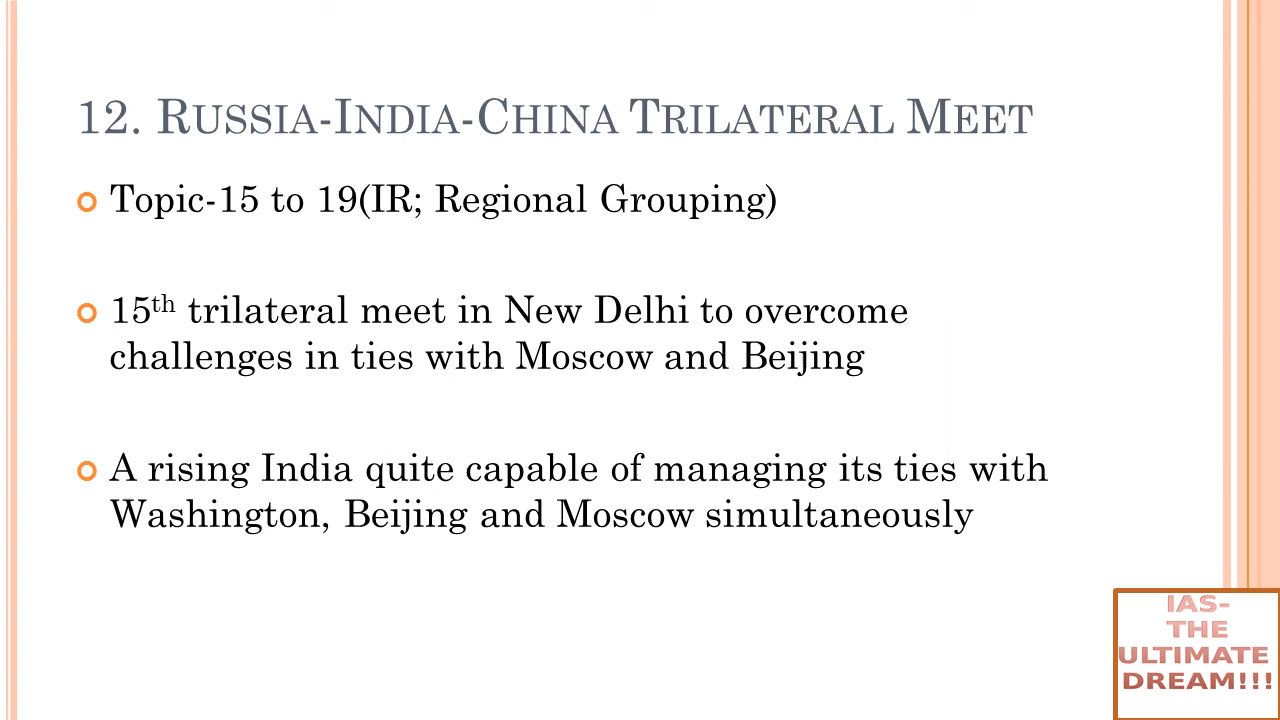 12. RUSSIA-INDIA-CHINA TRILATERAL MEET
Topic-15 to 19(IR; Regional Grouping)
15th trilateral meet in New Delhi to overcome
challenges in ties with Moscow and Beijing
A rising India quite capable of managing its ties with
Washington, Beijing and Moscow simultaneously
IAS-
THE
ULTIMATE
DREAM!!!